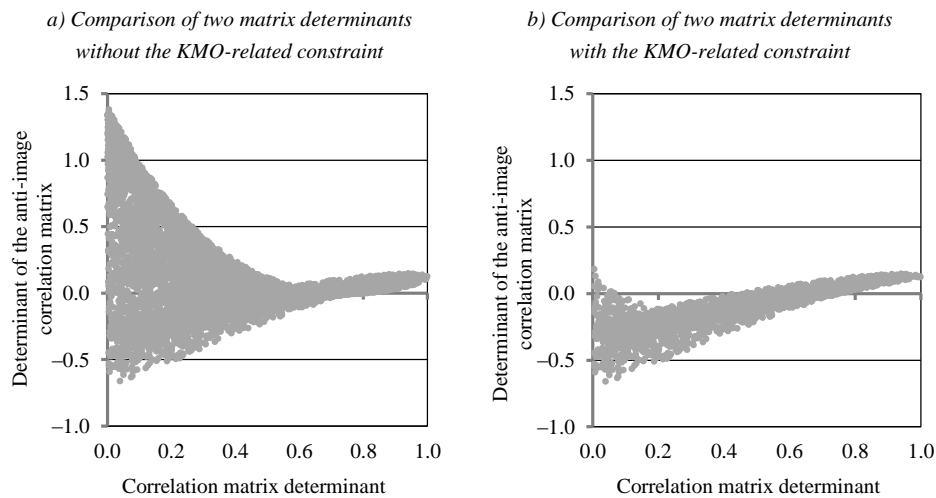 a) Comparison of two matrix determinants
without the KMO-related constraint
1.5
1.0
0.5
0.0
–0.5
–1.0
0.0 0.2 0.4 0.6 0.8 1.0
Determinant of the anti-image
correlation matrix
Correlation matrix determinant
b) Comparison of two matrix determinants
with the KMO-related constraint
1.5
1.0
0.5
0.0
–0.5
–1.0
0.0 0.2 0.4 0.6 0.8 1.0
Determinant of the anti-image
correlation matrix
Correlation matrix determinant